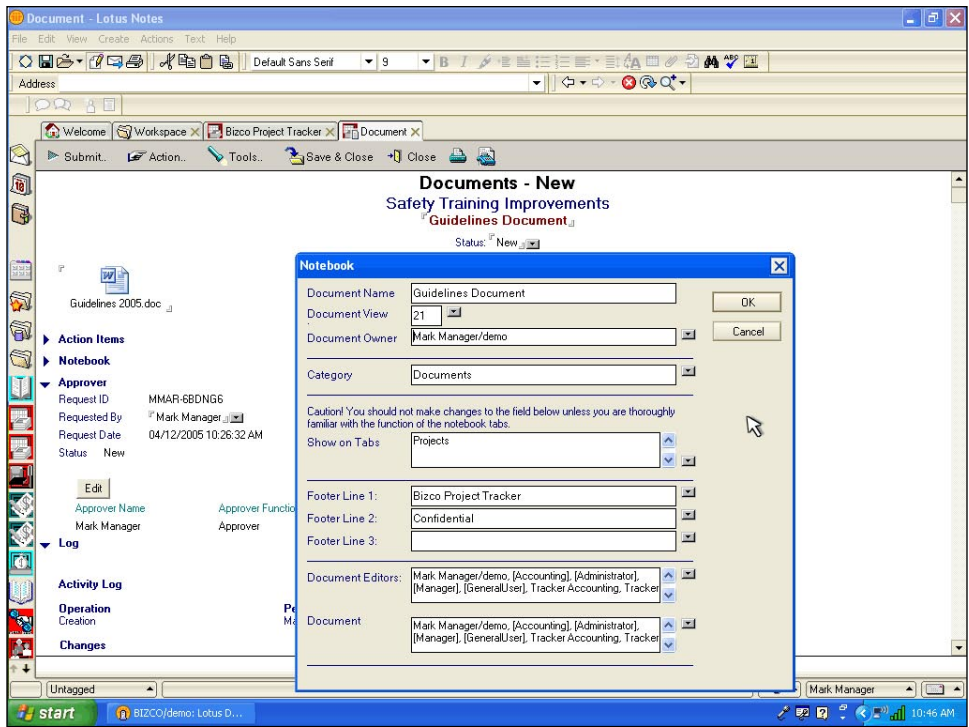 Document - Lotus Notes
File Edit View Create Actions Text Help
Default Sans Serif 9 B I
Address
Welcome Workspace Bizco Project Tracker Document
Submit.. Action.. Tools.. Save & Close Close
Documents - New
Safety Training Improvements
Guidelines Document
Status: New
Guidelines 2005.doc
Action Items
Notebook
Approver
Request ID MMAR-6BDNG6
Requested By Mark Manager
Request Date 04/12/2005 10:26:32 AM
Status New
Edit
Approver Name Approver Functio
Mark Manager Approver
Log
Activity Log
Operation Pe
Creation Ma
Changes
Notebook
Document Name Guidelines Document
Document View 21
Document Owner Mark Manager/demo
Category Documents
Caution! You should not make changes to the field below unless you are thoroughly
familiar with the function of the notebook tabs.
Show on Tabs Projects
Footer Line 1: Bizco Project Tracker
Footer Line 2: Confidential
Footer Line 3:
Document Editors: Mark Manager/demo, [Accounting], [Administrator],
[Manager], [GeneralUser], Tracker Accounting, Tracker
Document Mark Manager/demo, [Accounting], [Administrator],
[Manager], [GeneralUser], Tracker Accounting, Tracker
OK
Cancel
Untagged Mark Manager
start BIZCO/demo: Lotus D... 10:46 AM